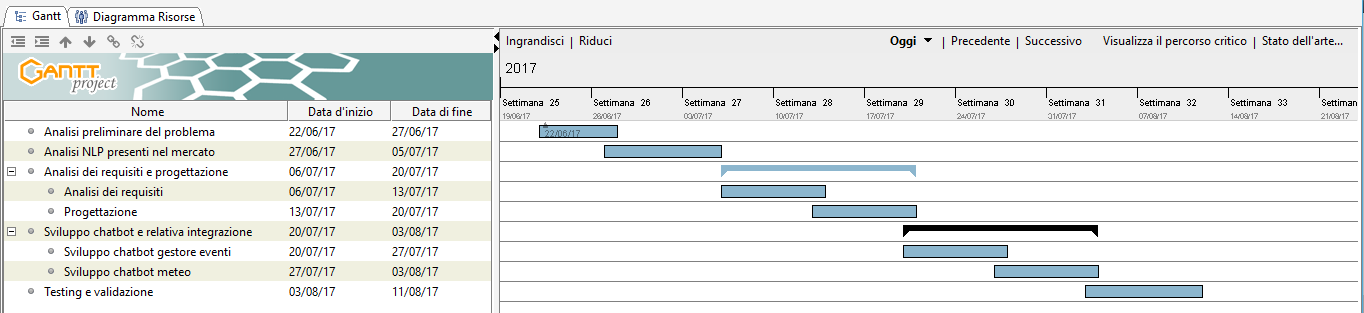 Gantt Diagramma Risorse
Ingrandisci | Riduci Oggi | Precedente | Successivo Visualizza il percorso critico | Stato dell'arte...
GANTT project
2017
Nome Data d'inizio Data di fine
Settimana 25 Settimana 26 Settimana 27 Settimana 28 Settimana 29 Settimana 30 Settimana 31 Settimana 32 Settimana 33 Settiman
19/06/17 26/06/17 03/07/17 10/07/17 17/07/17 24/07/17 31/07/17 07/08/17 14/08/17 21/08/17
Analisi preliminare del problema 22/06/17 27/06/17 22/06/17
Analisi NLP presenti nel mercato 27/06/17 05/07/17
Analisi dei requisiti e progettazione 06/07/17 20/07/17
Analisi dei requisiti 06/07/17 13/07/17
Progettazione 13/07/17 20/07/17
Sviluppo chatbot e relativa integrazione 20/07/17 03/08/17
Sviluppo chatbot gestore eventi 20/07/17 27/07/17
Sviluppo chatbot meteo 27/07/17 03/08/17
Testing e validazione 03/08/17 11/08/17